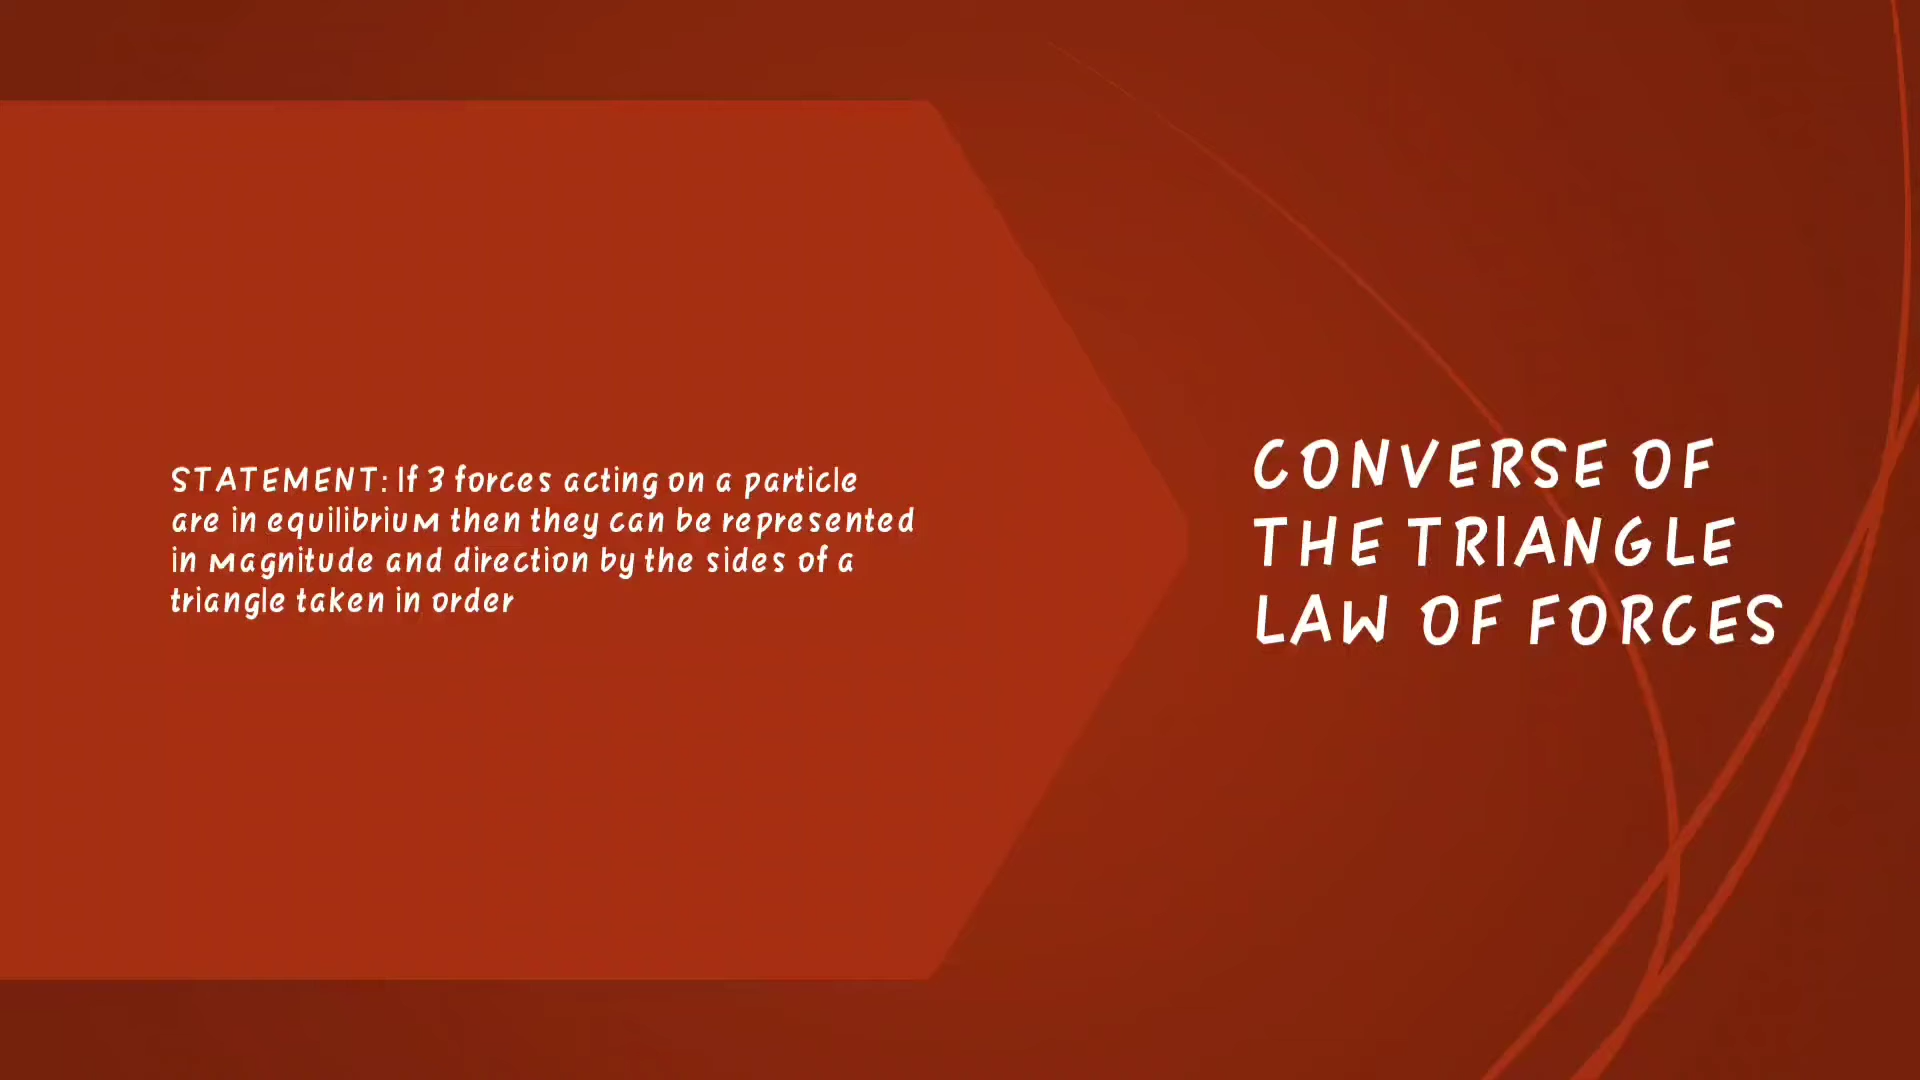 STATEMENT: If 3 forces acting on a particle
are in equilibrium then they can be represented
in magnitude and direction by the sides of a
triangle taken in order
CONVERSE OF
THE TRIANGLE
LAW OF FORCES